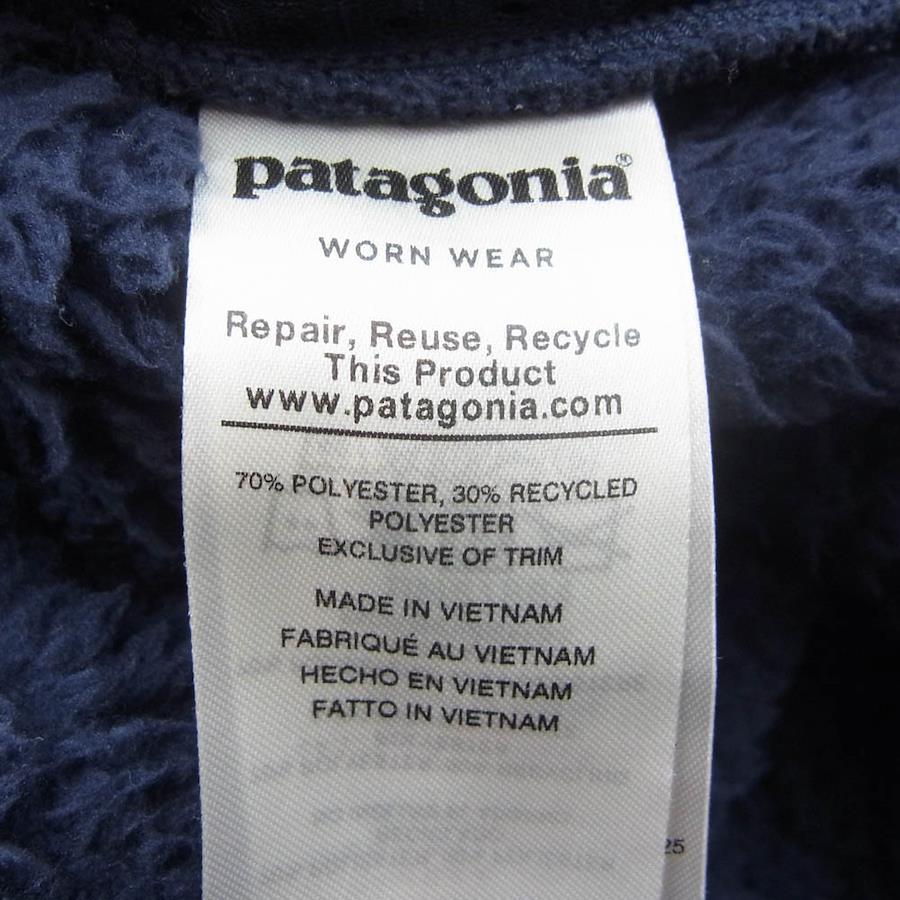 patagonia®
WORN WEAR
Repair, Reuse, Recycle
This Product
www.patagonia.com
70% POLYESTER, 30% RECYCLED
POLYESTER
EXCLUSIVE OF TRIM
MADE IN VIETNAM
FABRIQUÉ AU VIETNAM
HECHO EN VIETNAM
FATTO IN VIETNAM
25